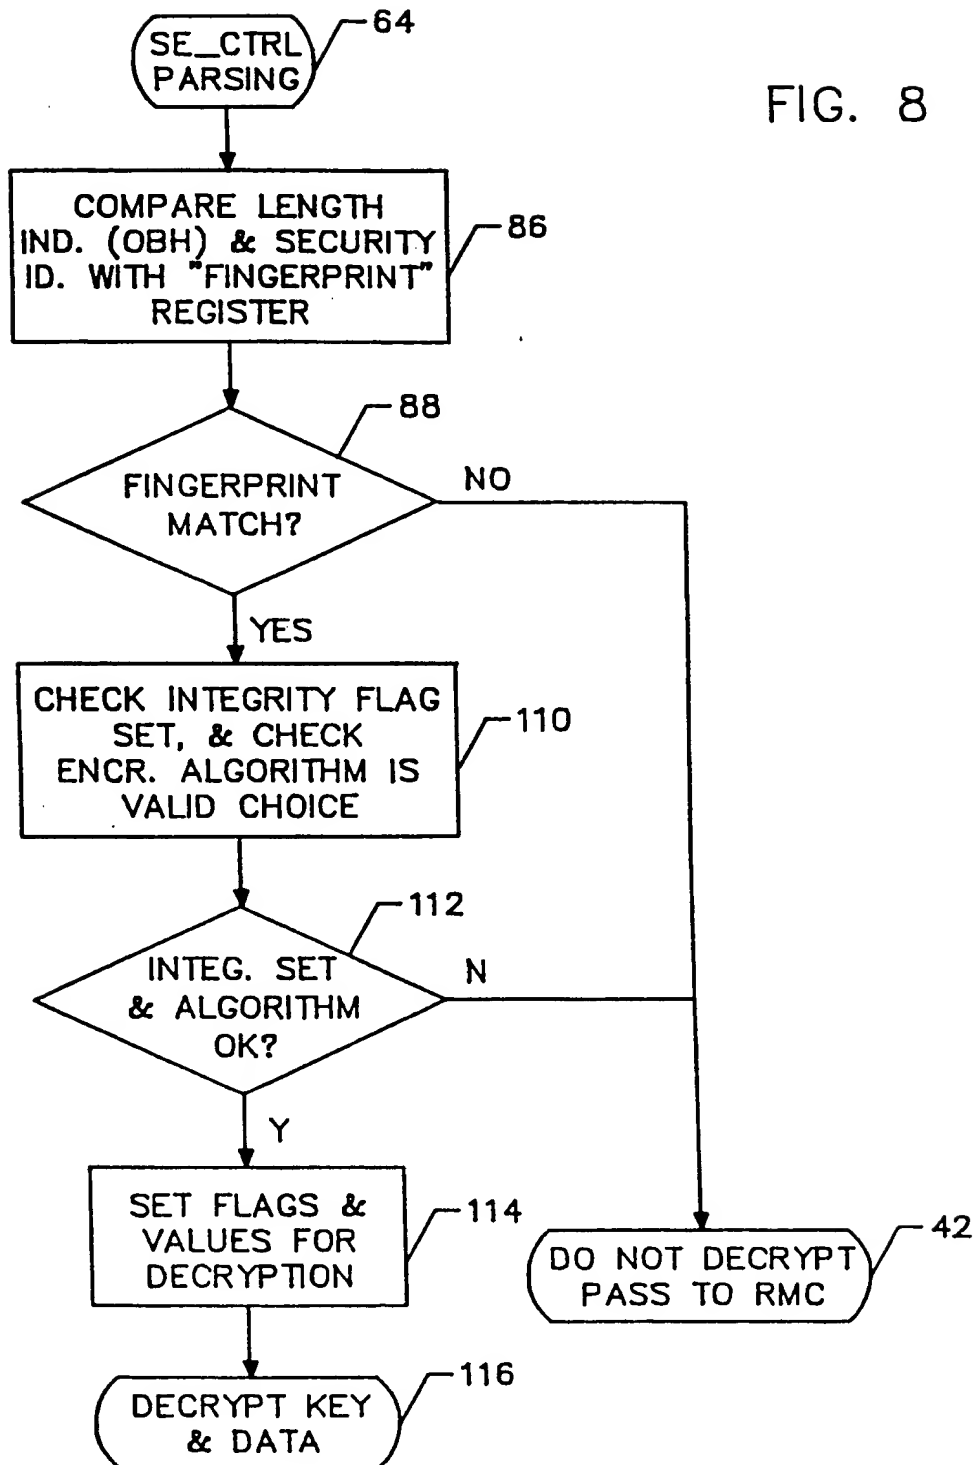 64
SE_CTRL
PARSING
FIG. 8
COMPARE LENGTH
IND. (OBH) & SECURITY
ID. WITH "FINGERPRINT"
REGISTER
86
88
FINGERPRINT
MATCH?
NO
YES
CHECK INTEGRITY FLAG
SET, & CHECK
ENCR. ALGORITHM IS
VALID CHOICE
110
112
INTEG. SET
& ALGORITHM
OK?
N
Y
SET FLAGS &
VALUES FOR
DECRYPTION
114
42
DO NOT DECRYPT
PASS TO RMC
116
DECRYPT KEY
& DATA